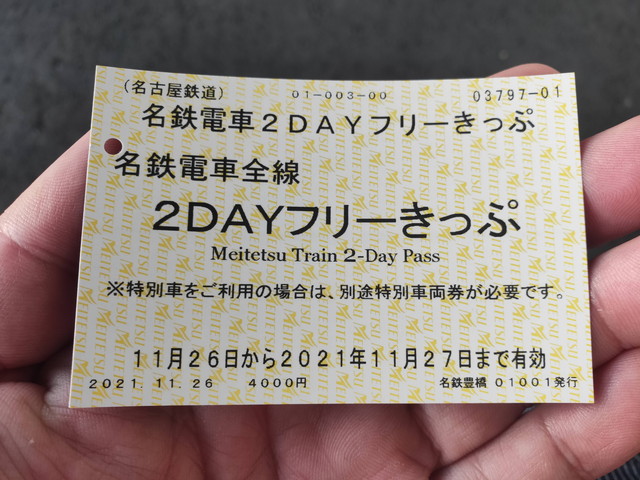 （名古屋鉄道） 01-003-00 03797-01
名鉄電車２ＤＡＹフリーきっぷ
名鉄電車全線
２DAYフリーきっぷ
Meitetsu Train 2-Day Pass
※特別車をご利用の場合は、別途特別車両券が必要です。
１１月２６日から２０２１年１１月２７日まで有効
2021.11.26 4000円 名鉄豊橋 01001発行